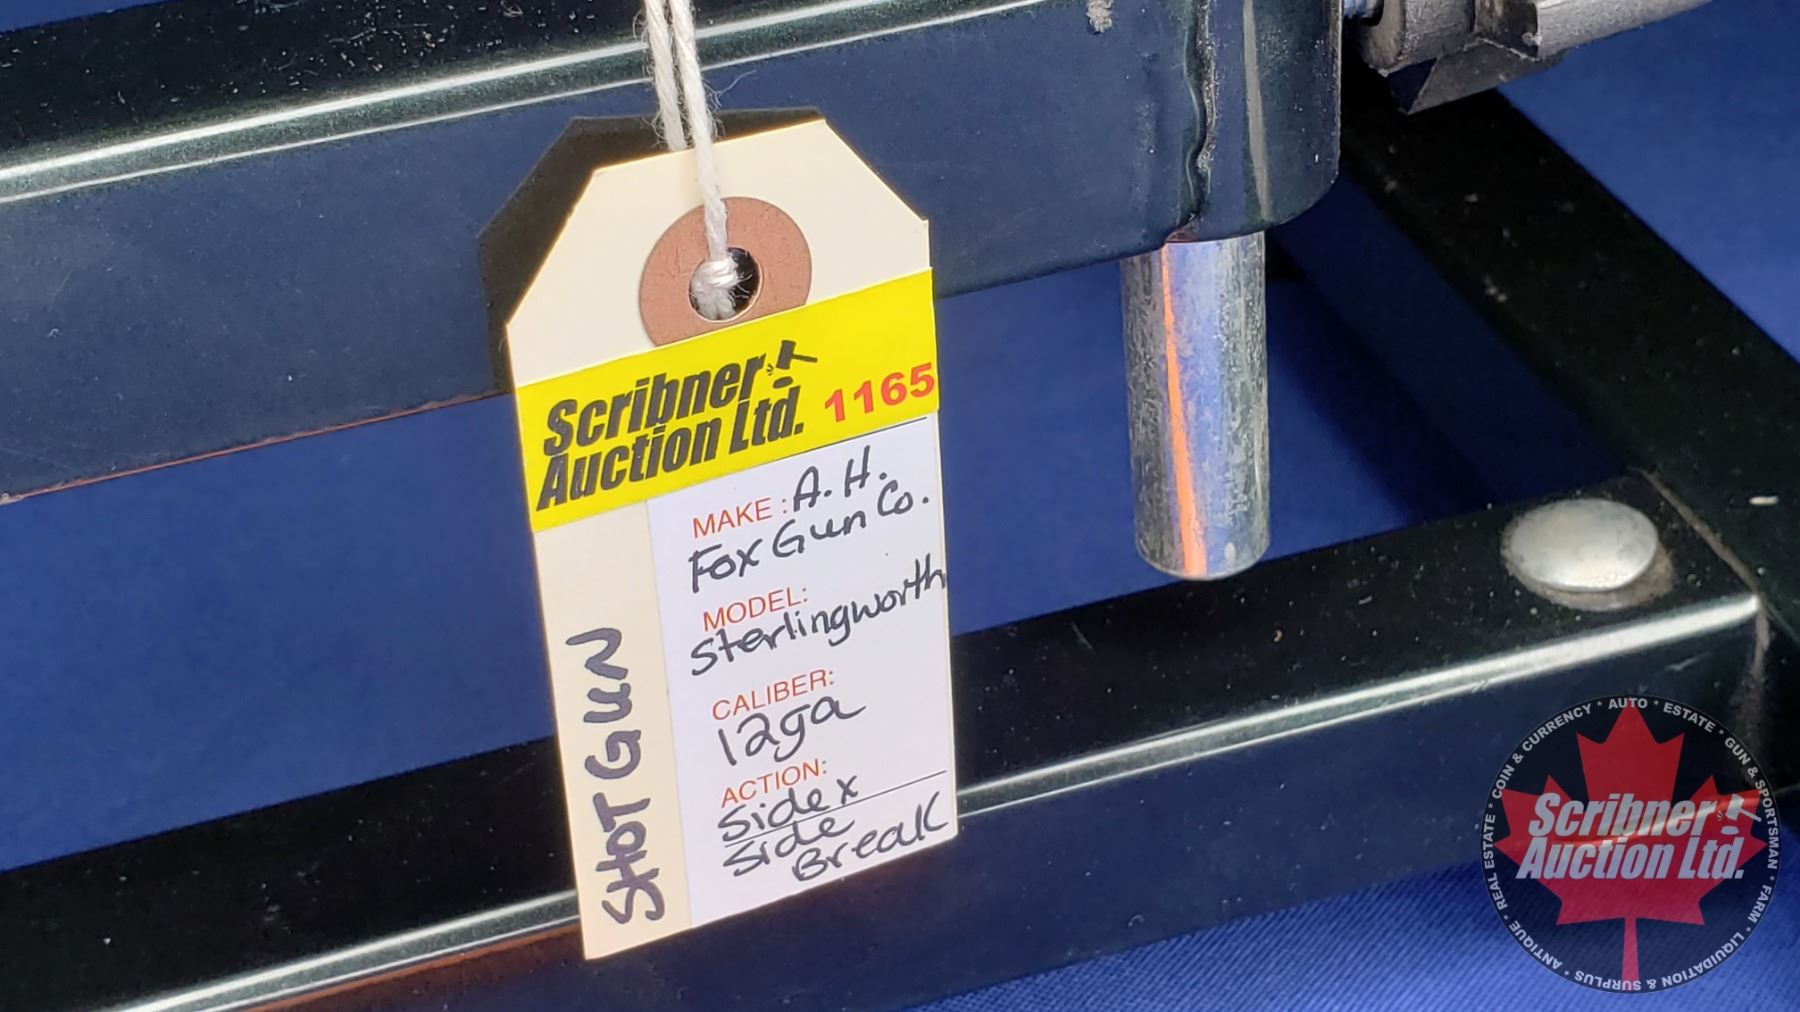 Scribner
Auction Ltd. 1165
MAKE: A. H.
Fox Gun Co.
MODEL:
Sterlingworth
CALIBER:
12ga
ACTION:
Side x
Side
Break
SHOT GUN
ANTIQUE * REAL ESTATE * COIN & CURRENCY * AUTO * ESTATE * GUN & SPORTSMAN * FARM * LIQUIDATION & SURPLUS *
Scribner
Auction Ltd.